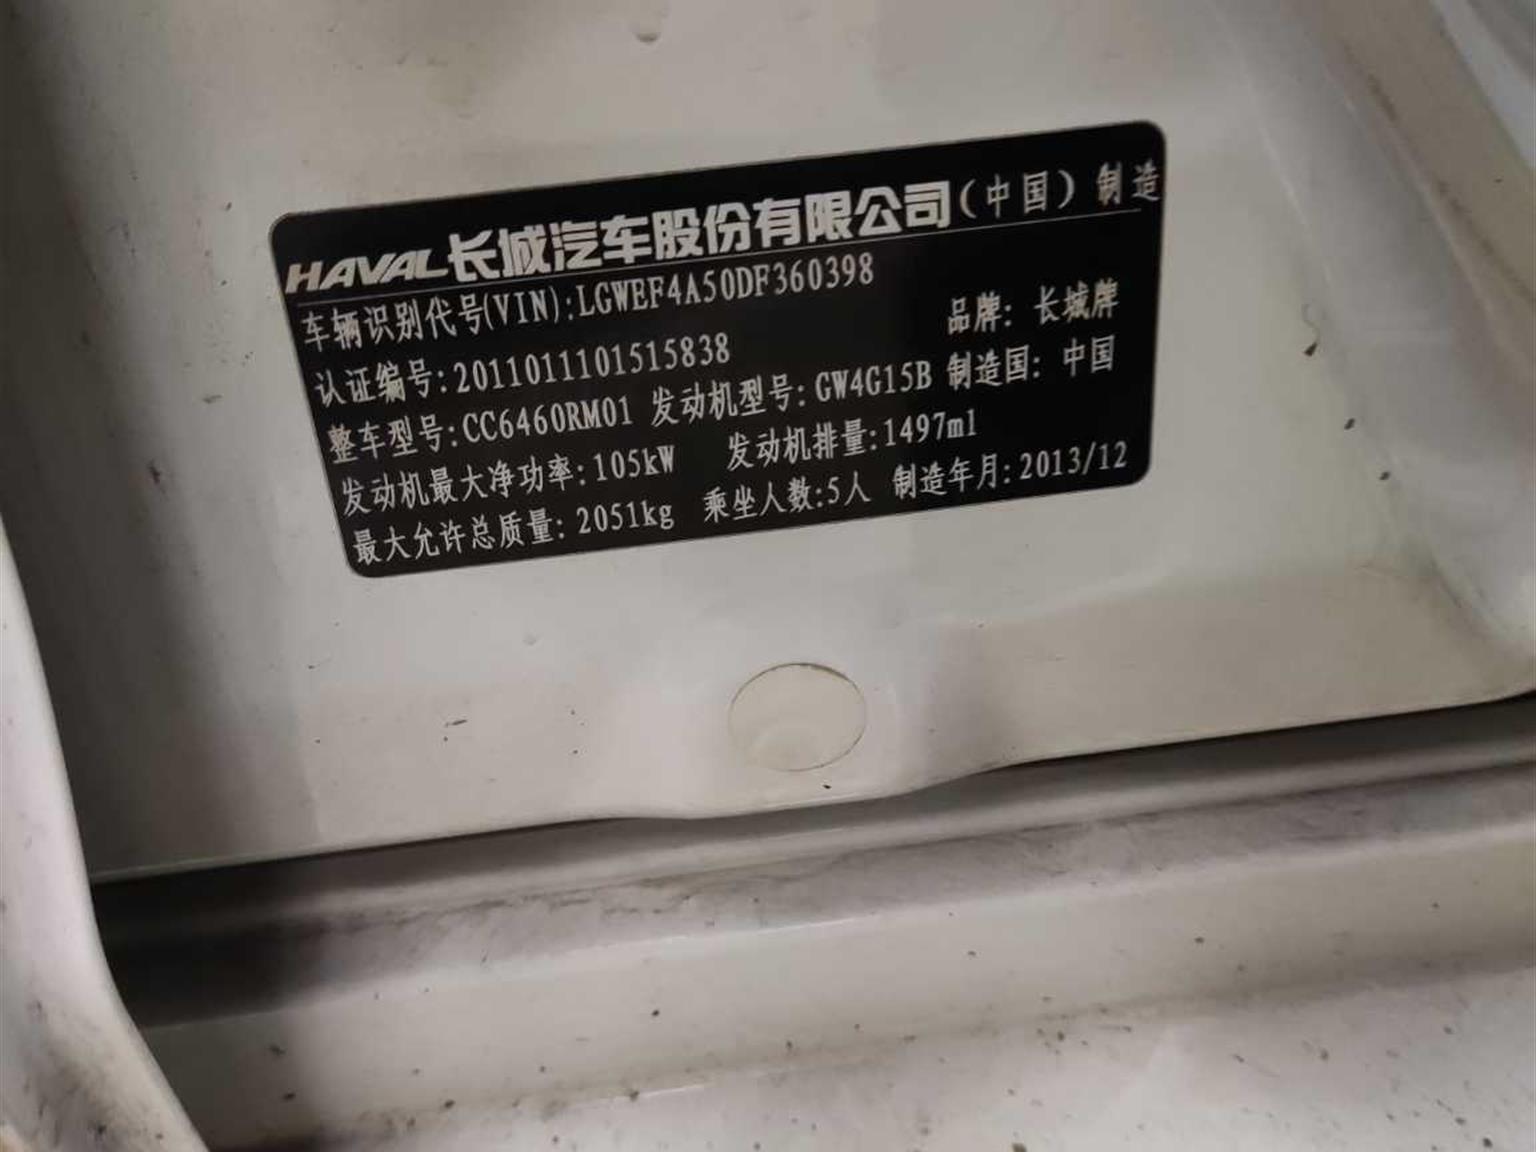 HAVAL长城汽车股份有限公司（中国）制造
车辆识别代号(VIN):LGWEF4A50DF360398
认证编号:2011011101515838 品牌：长城牌
整车型号:CC6460RM01 发动机型号:GW4G15B 制造国：中国
发动机最大净功率:105kW 发动机排量:1497ml
最大允许总质量：2051kg 乘坐人数:5人 制造年月:2013/12